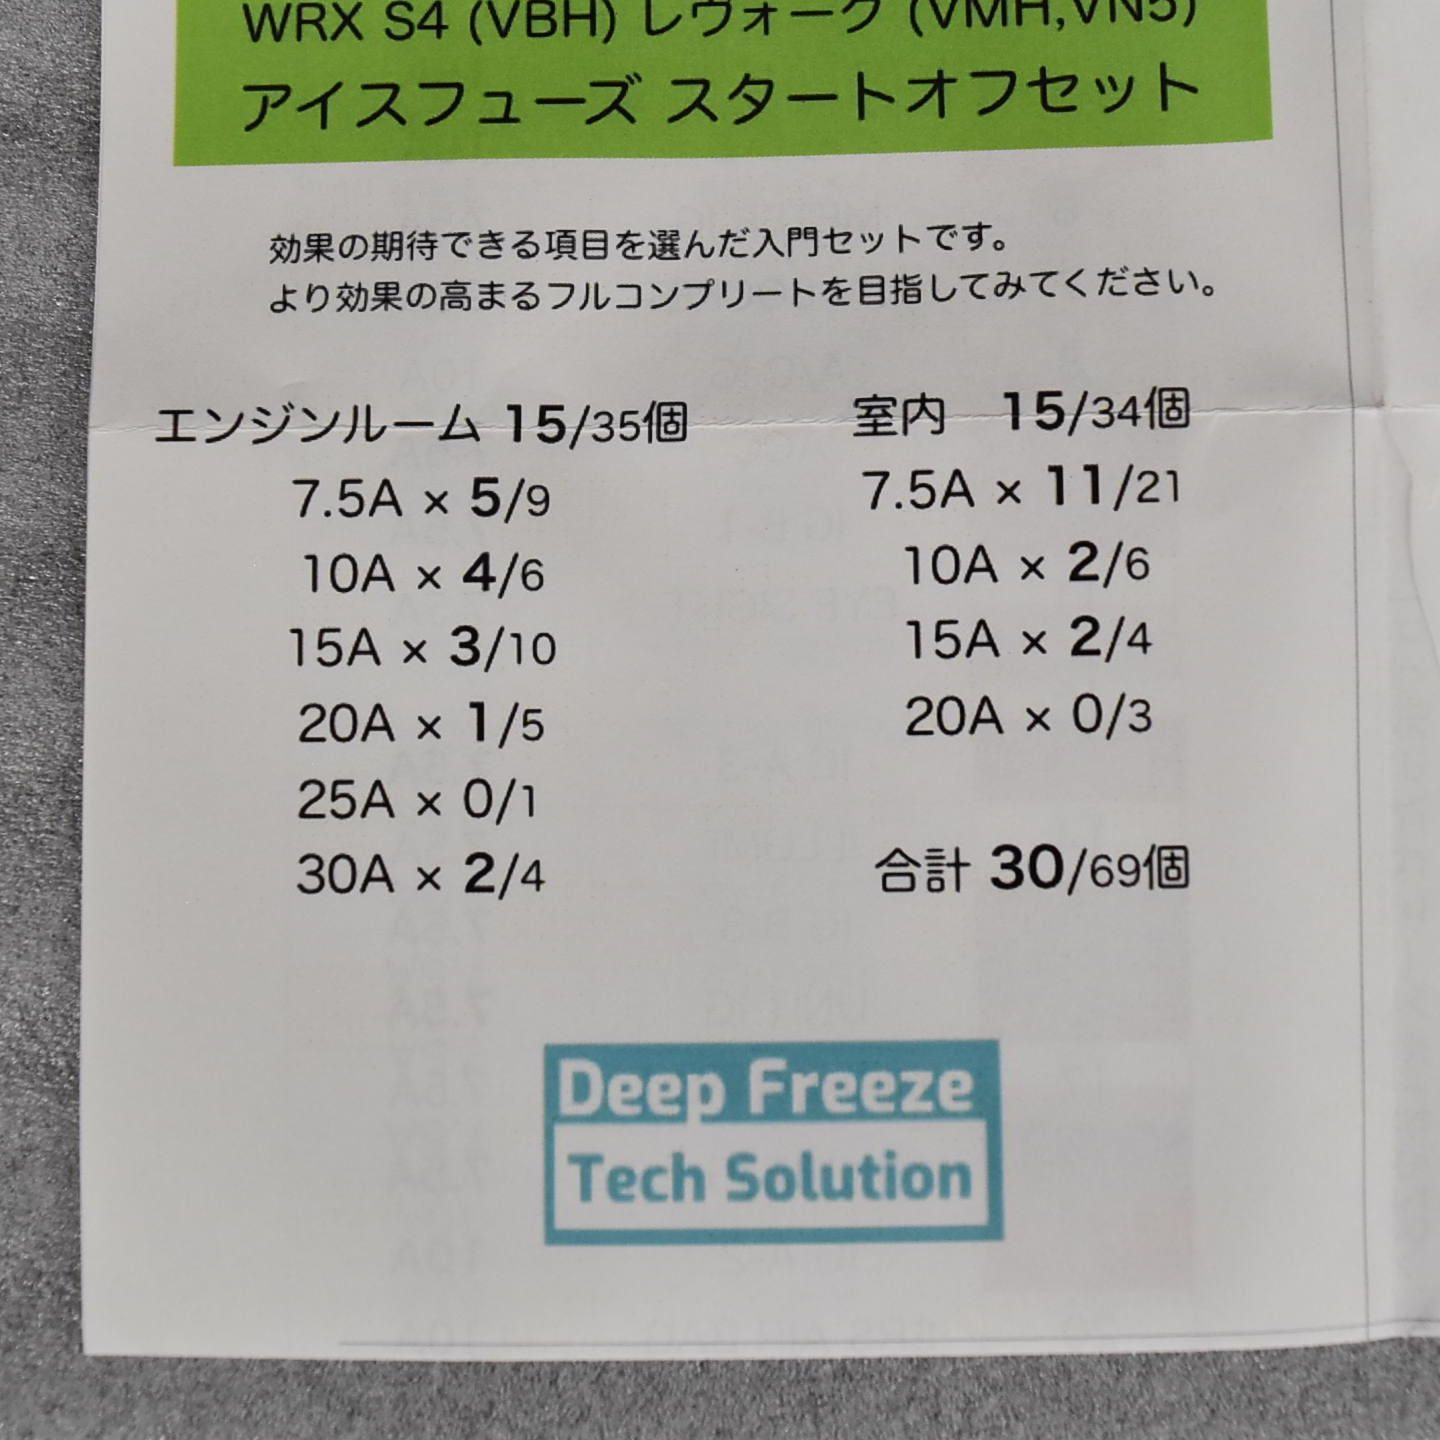 WRX S4 (VBH) レヴォーグ (VMH,VN5)
アイスフューズ スタートオフセット
効果の期待できる項目を選んだ入門セットです。
より効果の高まるフルコンプリートを目指してみてください。
エンジンルーム 15/35個
7.5A × 5/9
10A × 4/6
15A × 3/10
20A × 1/5
25A × 0/1
30A × 2/4
室内 15/34個
7.5A × 11/21
10A × 2/6
15A × 2/4
20A × 0/3
合計 30/69個
Deep Freeze
Tech Solution